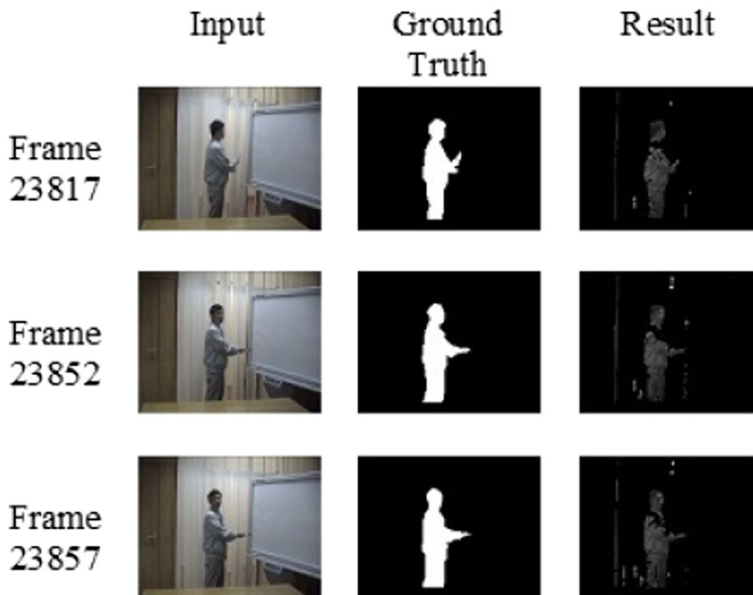 Input
Ground
Truth
Result
Frame
23817
Frame
23852
Frame
23857